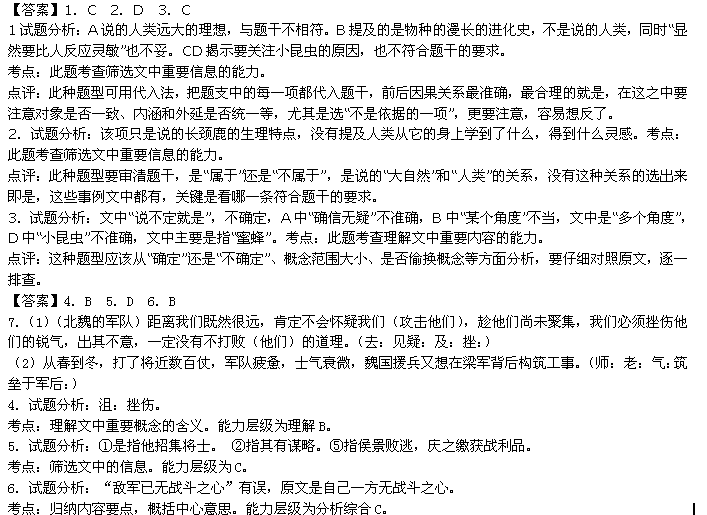 【答案】1. C  2. D  3. C
1试题分析：A说的人类远大的理想，与题干不相符。B提及的是物种的漫长的进化史，不是说的人类，同时“显
然要比人反应灵敏”也不妥。CD揭示要关注小昆虫的原因，也不符合题干的要求。
考点：此题考查筛选文中重要信息的能力。
点评：此种题型可用代入法，把题支中的每一项都代入题干，前后因果关系最准确，最合理的就是，在这之中要
注意对象是否一致、内涵和外延是否统一等，尤其是选“不是依据的一项”，更要注意，容易想反了。
2. 试题分析：该项只是说的长颈鹿的生理特点，没有提及人类从它的身上学到了什么，得到什么灵感。考点：
此题考查筛选文中重要信息的能力。
点评：此种题型要审清题干，是“属于”还是“不属于”，是说的“大自然”和“人类”的关系，没有这种关系的选出来
即是，这些事例文中都有，关键是看哪一条符合题干的要求。
3. 试题分析：文中“说不定就是”，不确定，A中“确信无疑”不准确，B中“某个角度”不当，文中是“多个角度”，
D中“小昆虫”不准确，文中主要是指“蜜蜂”。考点：此题考查理解文中重要内容的能力。
点评：这种题型应该从“确定”还是“不确定”、概念范围大小、是否偷换概念等方面分析，要仔细对照原文，逐一
排查。
【答案】4. B  5. D  6. B
7.（1）（北魏的军队）距离我们既然很远，肯定不会怀疑我们（攻击他们），趁他们尚未聚集，我们必须挫伤他
们的锐气，出其不意，一定没有不打败（他们）的道理。（去：见疑：及：挫：）
（2）从春到冬，打了将近数百仗，军队疲惫，士气衰微，魏国援兵又想在梁军背后构筑工事。（师：老：气：筑
垒于军后：）
4. 试题分析：沮：挫伤。
考点：理解文中重要概念的含义。能力层级为理解B。
5. 试题分析：①是指他招集将士。 ②指其有谋略。⑤指侯景败逃，庆之缴获战利品。
考点：筛选文中的信息。能力层级为C。
6. 试题分析：“敌军已无战斗之心”有误，原文是自己一方无战斗之心。
考点：归纳内容要点，概括中心意思。能力层级为分析综合C。